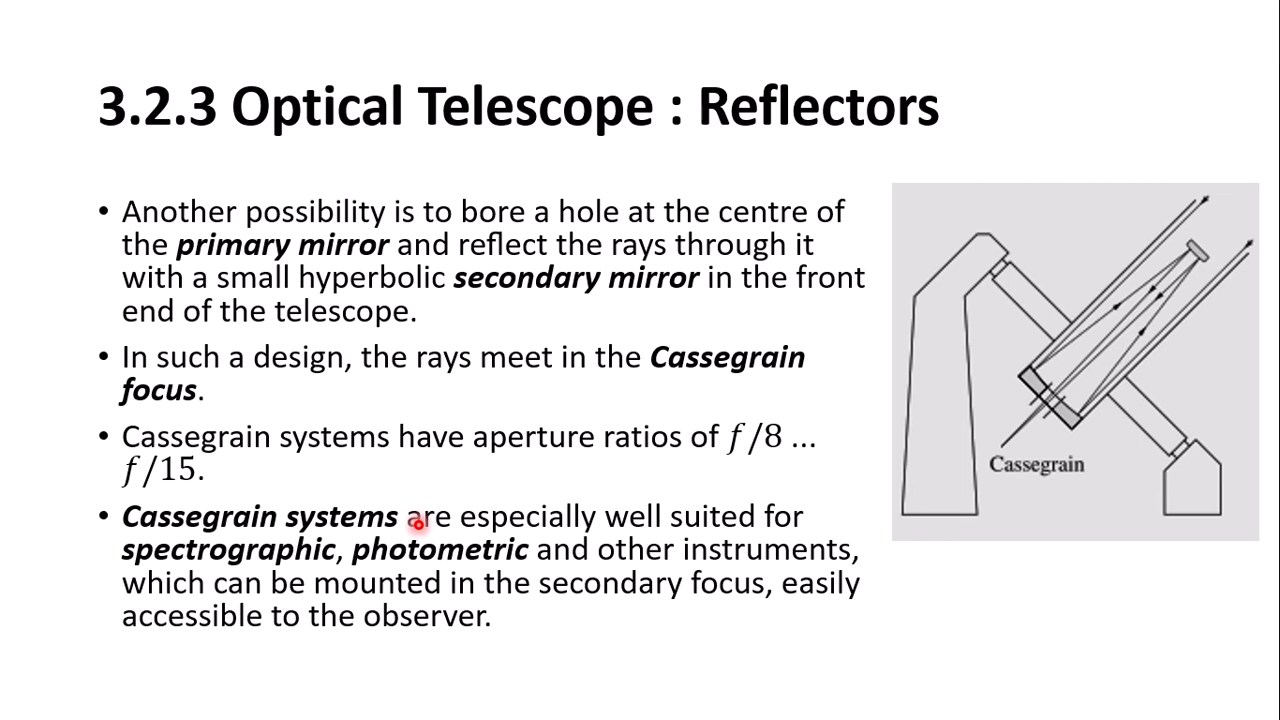 3.2.3 Optical Telescope : Reflectors
• Another possibility is to bore a hole at the centre of
the primary mirror and reflect the rays through it
with a small hyperbolic secondary mirror in the front
end of the telescope.
• In such a design, the rays meet in the Cassegrain
focus.
• Cassegrain systems have aperture ratios of f/8 ...
f/15.
• Cassegrain systems are especially well suited for
spectrographic, photometric and other instruments,
which can be mounted in the secondary focus, easily
accessible to the observer.
Cassegrain